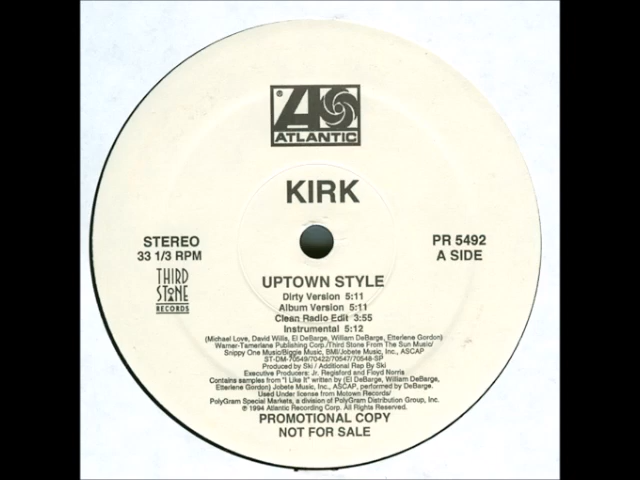 ATLANTIC
KIRK
STEREO
33 1/3 RPM
THIRD
STONE
RECORDS
PR 5492
A SIDE
UPTOWN STYLE
Dirty Version 5:11
Album Version 5:11
Clean Radio Edit 3:55
Instrumental 5:12
(Michael Love, David Willis, El DeBarge, William DeBarge, Etterlene Gordon)
Warner-Tamerlane Publishing Corp./Third Stone From The Sun Music/
Snippy One Music/Biggie Music, BMI/Jobete Music, Inc., ASCAP
ST-DM-70549/70422/70547/70548-SP
Produced by Ski / Additional Rap By Ski
Executive Producers: Jr. Regisford and Floyd Norris
Contains samples from "I Like It" written by (El DeBarge, William DeBarge,
Etterlene Gordon) Jobete Music, Inc., ASCAP, performed by DeBarge.
Used Under license from Motown Records/
PolyGram Special Markets, a division of PolyGram Distribution Group, Inc.
℗ 1994 Atlantic Recording Corp. All Rights Reserved.
PROMOTIONAL COPY
NOT FOR SALE